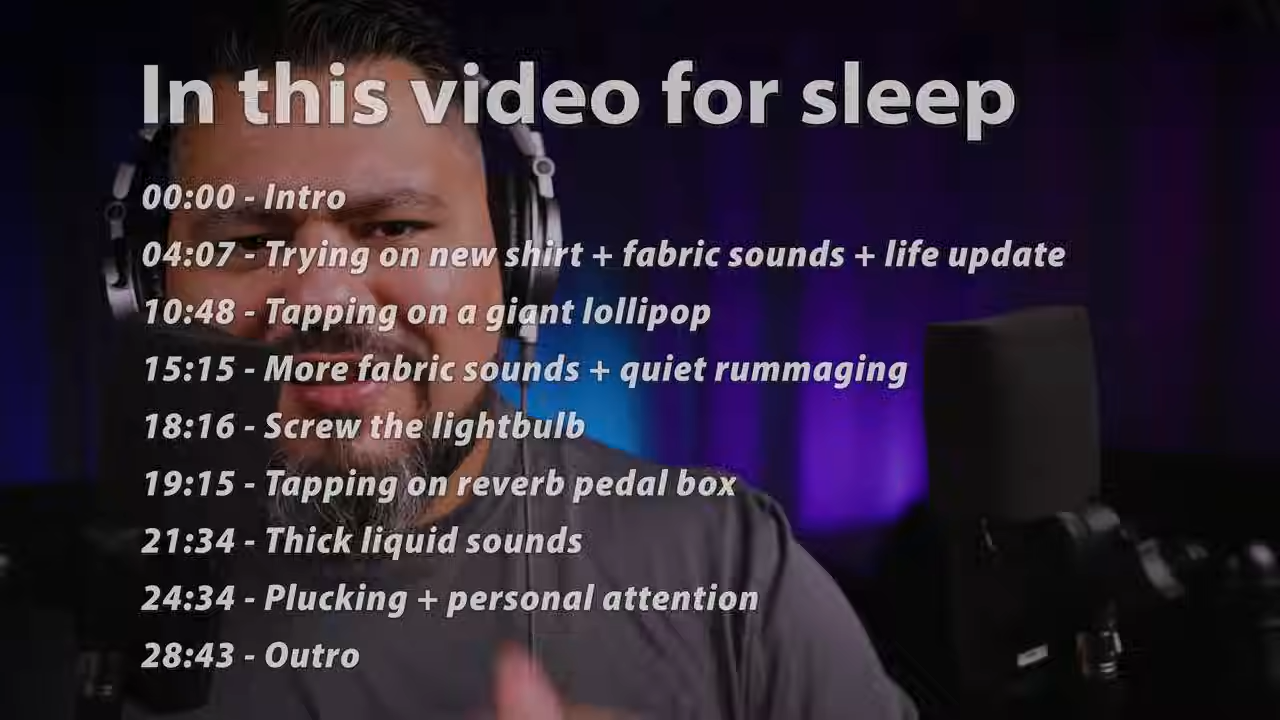 In this video for sleep
00:00 - Intro
04:07 - Trying on new shirt + fabric sounds + life update
10:48 - Tapping on a giant lollipop
15:15 - More fabric sounds + quiet rummaging
18:16 - Screw the lightbulb
19:15 - Tapping on reverb pedal box
21:34 - Thick liquid sounds
24:34 - Plucking + personal attention
28:43 - Outro